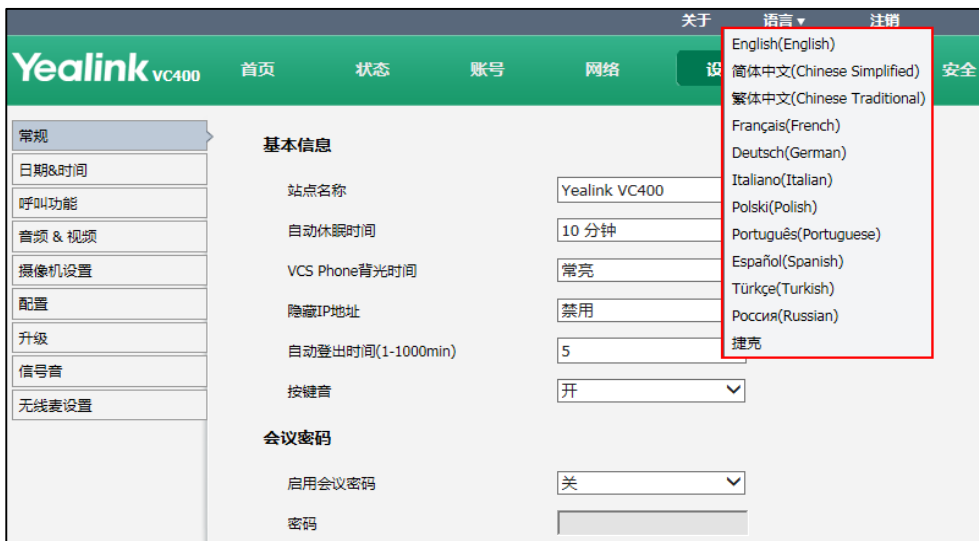 关于 语言▾ 注销
Yealink VC400 首页 状态 账号 网络 设 安全
English(English)
简体中文(Chinese Simplified)
繁体中文(Chinese Traditional)
Français(French)
Deutsch(German)
Italiano(Italian)
Polski(Polish)
Português(Portuguese)
Español(Spanish)
Türkçe(Turkish)
Россия(Russian)
捷克
常规
日期&时间
呼叫功能
音频 & 视频
摄像机设置
配置
升级
信号音
无线麦设置
基本信息
站点名称 Yealink VC400
自动休眠时间 10 分钟
VCS Phone背光时间 常亮
隐藏IP地址 禁用
自动登出时间(1-1000min) 5
按键音 开
会议密码
启用会议密码 关
密码